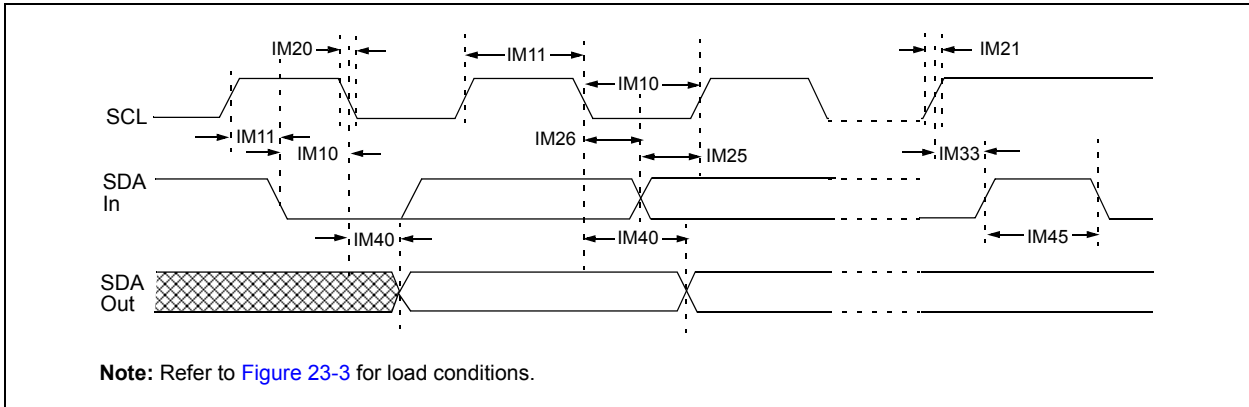 IM20
IM11
IM21
IM10
SCL
IM11
IM26
IM10
IM25
IM33
SDA
In
IM40
IM40
IM45
SDA
Out
Note: Refer to Figure 23-3 for load conditions.